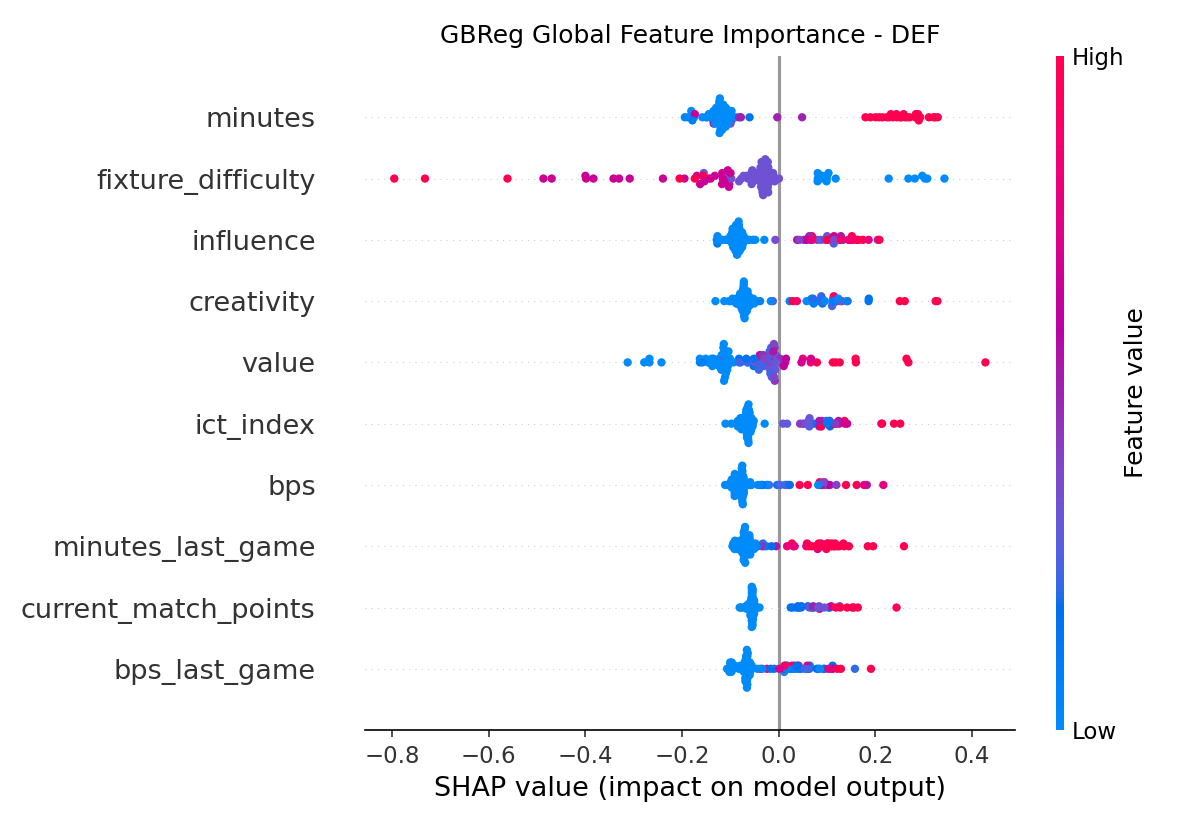 GBReg Global Feature Importance - DEF
High
minutes
fixture_difficulty
influence
creativity
value
ict_index
bps
minutes_last_game
current_match_points
bps_last_game
Feature value
Low
−0.8 −0.6 −0.4 −0.2 0.0 0.2 0.4
SHAP value (impact on model output)